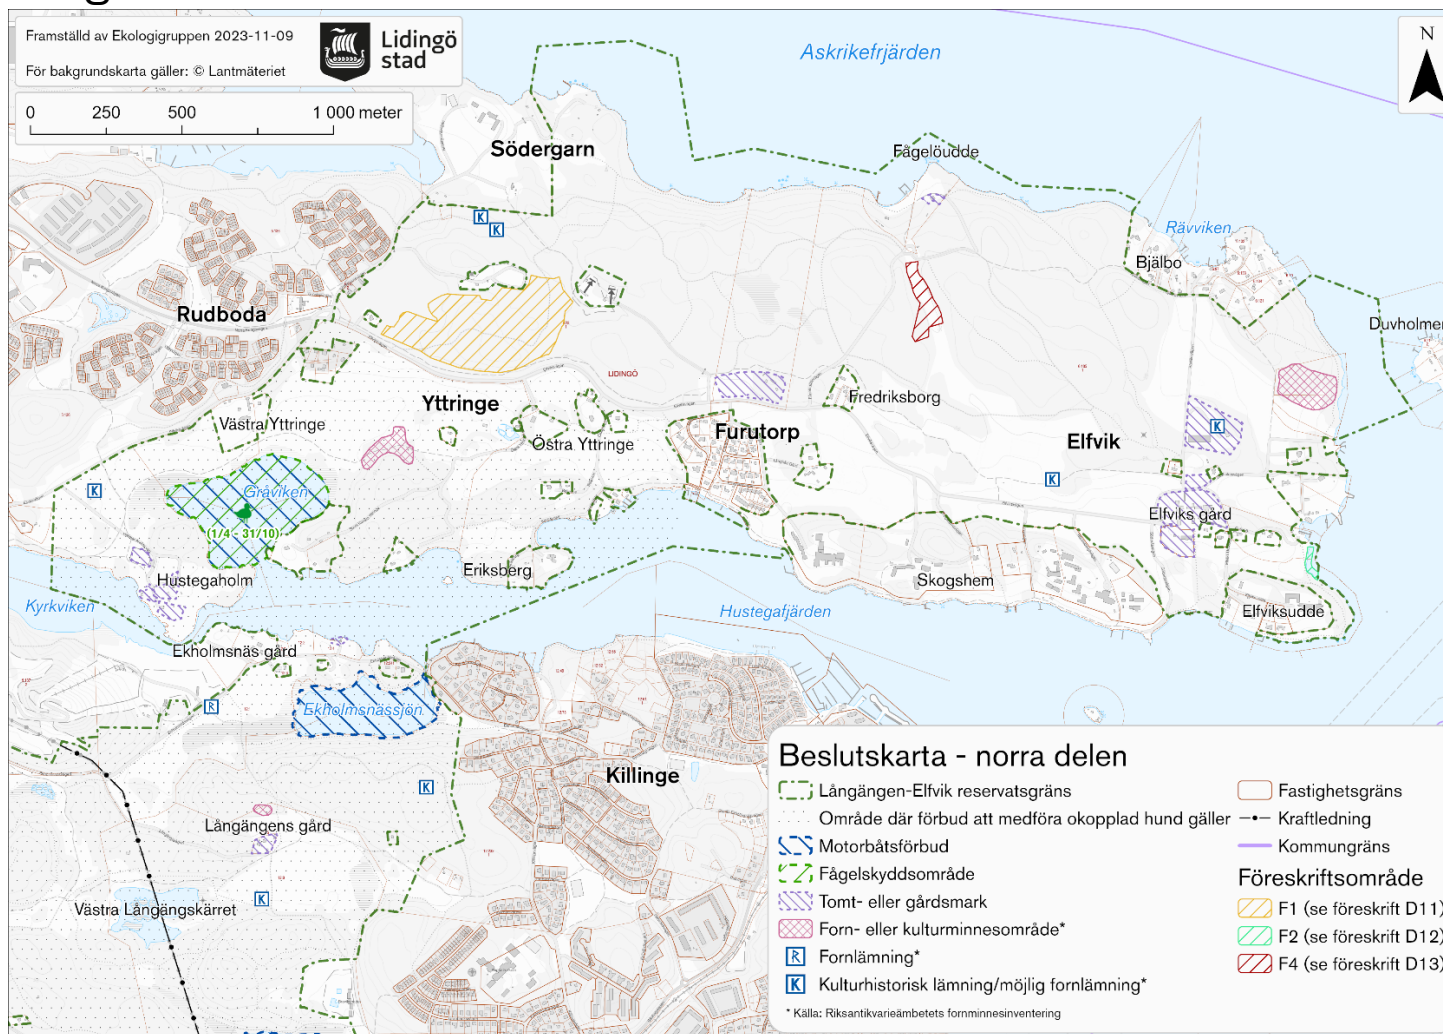 Framställd av Ekologigruppen 2023-11-09
För bakgrundskarta gäller: © Lantmäteriet
Lidingö
stad
0 250 500 1 000 meter
N
Askrikefjärden
Södergarn
Fågelöudde
Rävviken
Bjälbo
Rudboda
Duvholmen
LIDINGÖ
Yttringe
Fredriksborg
Västra Yttringe
Östra Yttringe
Furutorp
Elfvik
K
K
K
K
K
Gråviken
(1/4 - 31/10)
Elfviks gård
Hustegaholm
Eriksberg
Skogshem
Kyrkviken
Hustegafjärden
Elfviksudde
Ekholmsnäs gård
R
Ekholmsnässjön
Killinge
K
Långängens gård
K
Västra Långängskärret
Beslutskarta - norra delen
Långängen-Elfvik reservatsgräns
Område där förbud att medföra okopplad hund gäller
Motorbåtsförbud
Fågelskyddsområde
Tomt- eller gårdsmark
Forn- eller kulturminnesområde*
R Fornlämning*
K Kulturhistorisk lämning/möjlig fornlämning*
* Källa: Riksantikvarieämbetets fornminnesinventering
Fastighetsgräns
Kraftledning
Kommungräns
Föreskriftsområde
F1 (se föreskrift D11)
F2 (se föreskrift D12)
F4 (se föreskrift D13)